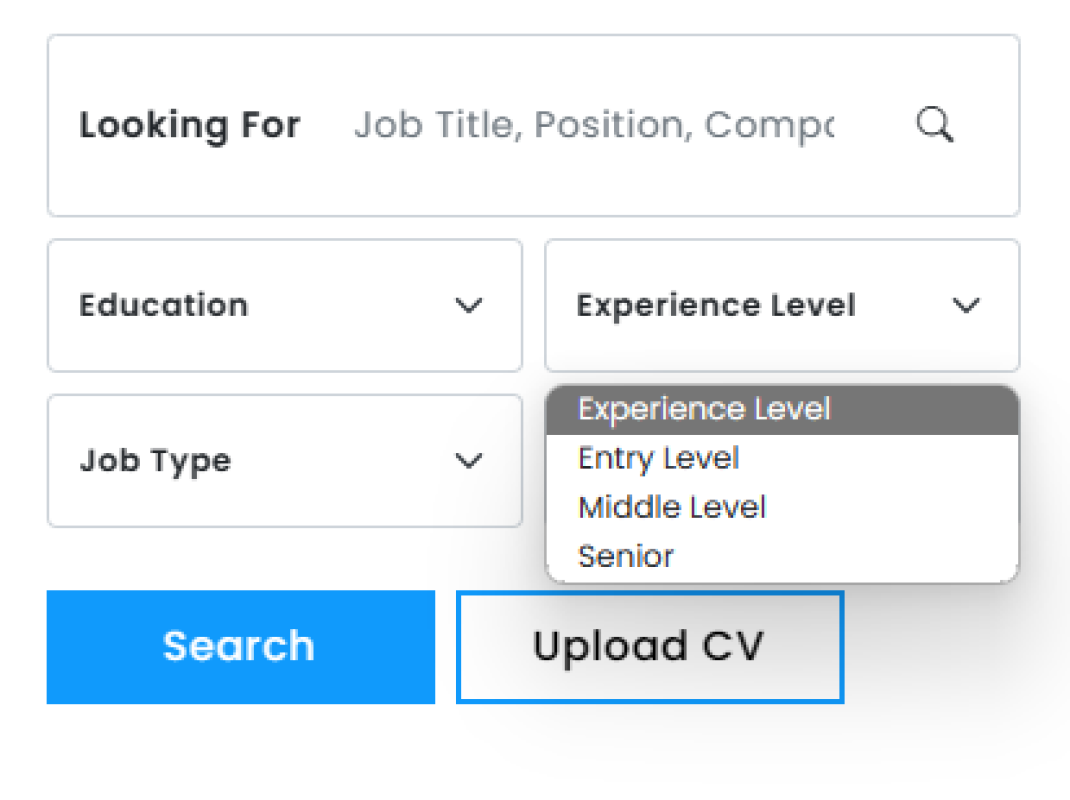 Looking For Job Title, Position, Compa
Education
Experience Level
Job Type
Experience Level
Entry Level
Middle Level
Senior
Search
Upload CV